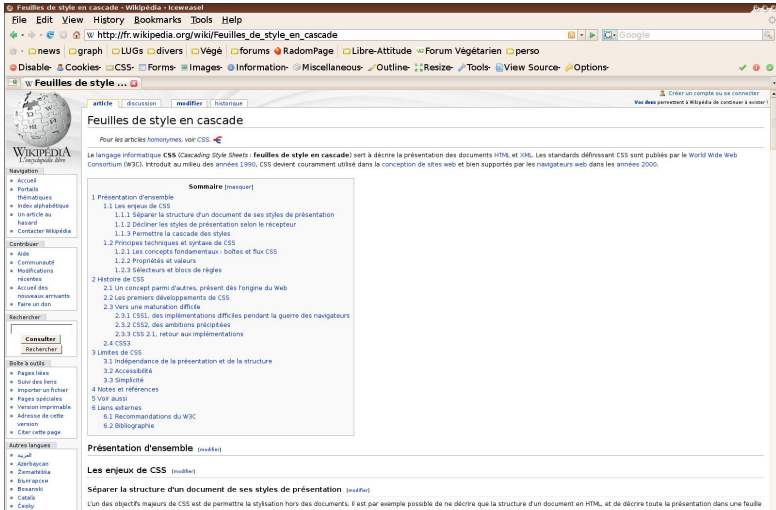 Feuilles de style en cascade - Wikipédia - Iceweasel
File Edit View History Bookmarks Tools Help
W http://fr.wikipedia.org/wiki/Feuilles_de_style_en_cascade
Google
news graph LUGs divers Végé forums RadomPage Libre-Attitude Forum Végétarien perso
Disable- Cookies- CSS- Forms- Images- Information- Miscellaneous- Outline- Resize- Tools- View Source- Options-
W Feuilles de style ...
Créer un compte ou se connecter
article discussion modifier historique
Vos dons permettent à Wikipédia de continuer à exister !
Feuilles de style en cascade
Pour les articles homonymes, voir CSS.
Le langage informatique CSS (Cascading Style Sheets : feuilles de style en cascade) sert à décrire la présentation des documents HTML et XML. Les standards définissant CSS sont publiés par le World Wide Web
Consortium (W3C). Introduit au milieu des années 1990, CSS devient couramment utilisé dans la conception de sites web et bien supportés par les navigateurs web dans les années 2000.
Sommaire [masquer]
1 Présentation d'ensemble
1.1 Les enjeux de CSS
1.1.1 Séparer la structure d'un document de ses styles de présentation
1.1.2 Décliner les styles de présentation selon le récepteur
1.1.3 Permettre la cascade des styles
1.2 Principes techniques et syntaxe de CSS
1.2.1 Les concepts fondamentaux : boîtes et flux CSS
1.2.2 Propriétés et valeurs
1.2.3 Sélecteurs et blocs de règles
2 Histoire de CSS
2.1 Un concept parmi d'autres, présent dès l'origine du Web
2.2 Les premiers développements de CSS
2.3 Vers une maturation difficile
2.3.1 CSS1, des implémentations difficiles pendant la guerre des navigateurs
2.3.2 CSS2, des ambitions précipitées
2.3.3 CSS 2.1, retour aux implémentations
2.4 CSS3
3 Limites de CSS
3.1 Indépendance de la présentation et de la structure
3.2 Accessibilité
3.3 Simplicité
4 Notes et références
5 Voir aussi
6 Liens externes
6.1 Recommandations du W3C
6.2 Bibliographie
Présentation d'ensemble [modifier]
Les enjeux de CSS [modifier]
Séparer la structure d'un document de ses styles de présentation [modifier]
L'un des objectifs majeurs de CSS est de permettre la stylisation hors des documents. Il est par exemple possible de ne décrire que la structure d'un document en HTML, et de décrire toute la présentation dans une feuille
WIKIPÉDIA
L'encyclopédie libre
Navigation
Accueil
Portails
thématiques
Index alphabétique
Un article au
hasard
Contacter Wikipédia
Contribuer
Aide
Communauté
Modifications
récentes
Accueil des
nouveaux arrivants
Faire un don
Rechercher
Consulter
Rechercher
Boîte à outils
Pages liées
Suivi des liens
Importer un fichier
Pages spéciales
Version imprimable
Adresse de cette
version
Citer cette page
Autres langues
العربية
Azərbaycan
Žemaitėška
Български
Bosanski
Català
Česky